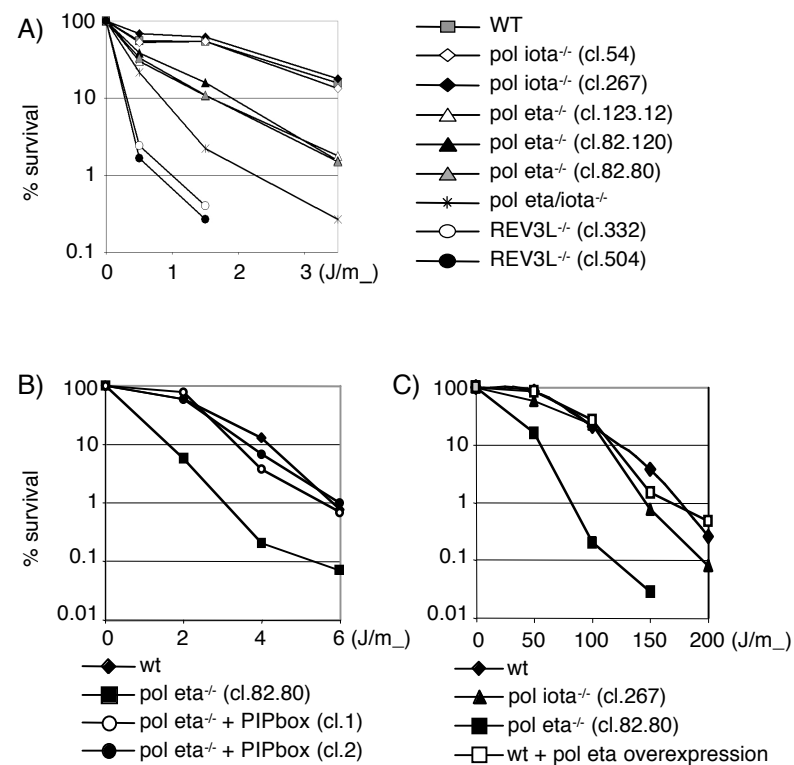 A)
% survival
100
10
1
0.1
0 1 2 3 (J/m_)
WT
pol iota-/- (cl.54)
pol iota-/- (cl.267)
pol eta-/- (cl.123.12)
pol eta-/- (cl.82.120)
pol eta-/- (cl.82.80)
pol eta/iota-/-
REV3L-/- (cl.332)
REV3L-/- (cl.504)
B)
% survival
100
10
1
0.1
0.01
0 2 4 6 (J/m_)
wt
pol eta-/- (cl.82.80)
pol eta-/- + PIPbox (cl.1)
pol eta-/- + PIPbox (cl.2)
C)
100
10
1
0.1
0.01
0 50 100 150 200 (J/m_)
wt
pol iota-/- (cl.267)
pol eta-/- (cl.82.80)
wt + pol eta overexpression